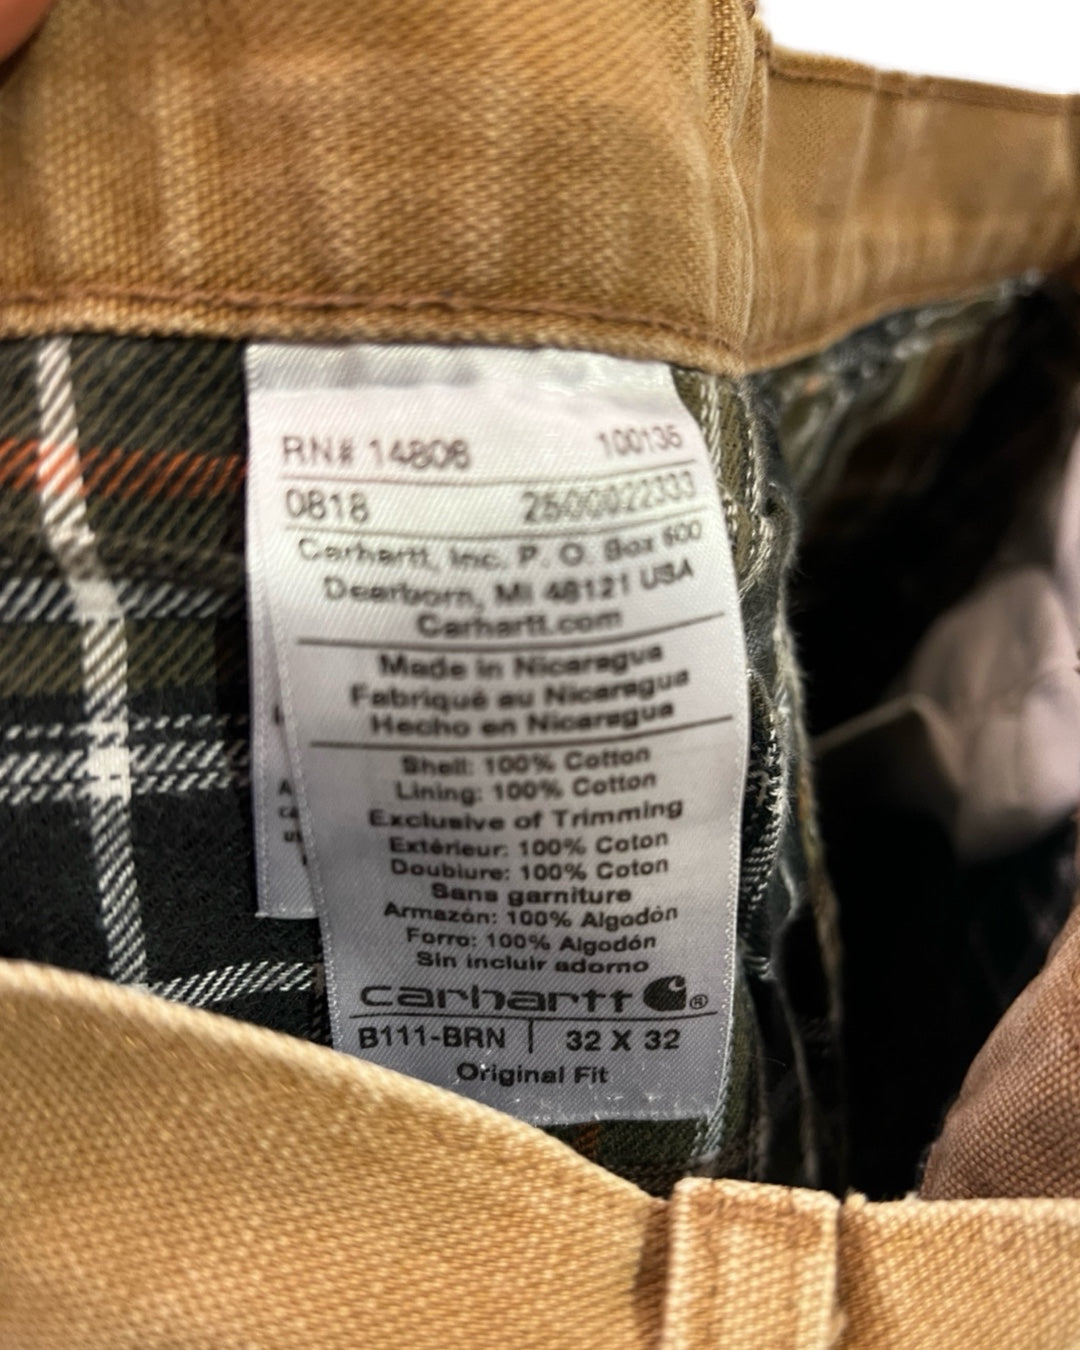 RN# 14806 100135
0818 2500022333
Carhartt, Inc. P. O. Box 600
Dearborn, MI 48121 USA
Carhartt.com
Made in Nicaragua
Fabriqué au Nicaragua
Hecho en Nicaragua
Shell: 100% Cotton
Lining: 100% Cotton
Exclusive of Trimming
Extérieur: 100% Coton
Doublure: 100% Coton
Sans garniture
Armazón: 100% Algodón
Forro: 100% Algodón
Sin incluir adorno
carhartt ®
B111-BRN | 32 X 32
Original Fit